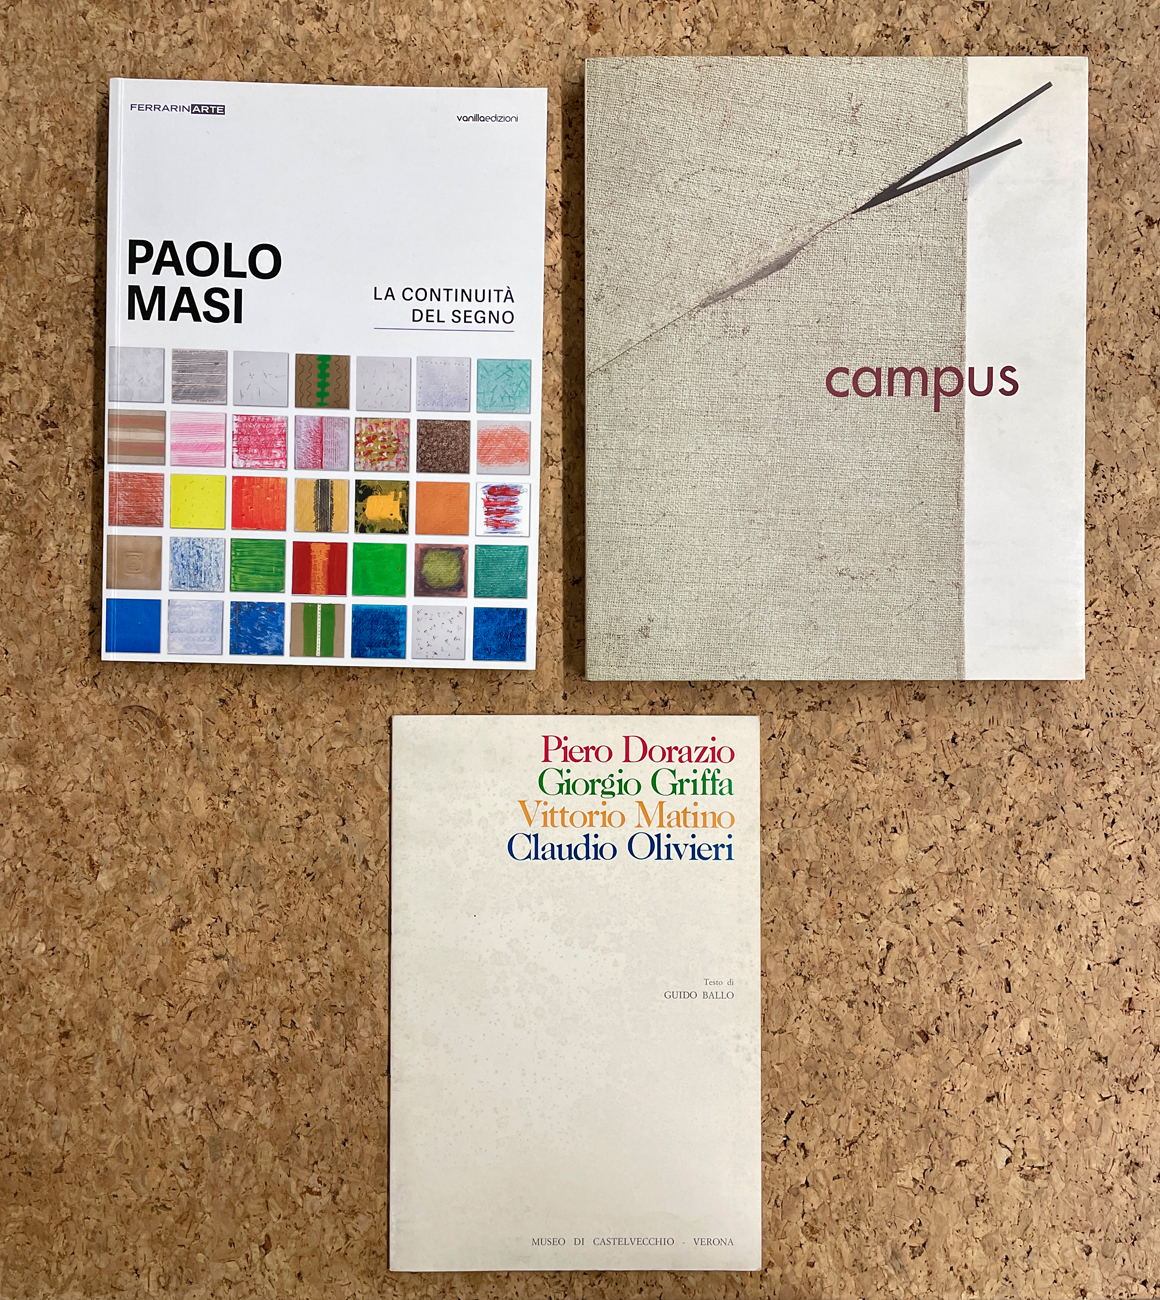 FERRARINARTE
vanillaedizioni
PAOLO
MASI
LA CONTINUITÀ
DEL SEGNO
campus
Piero Dorazio
Giorgio Griffa
Vittorio Matino
Claudio Olivieri
Testo di
GUIDO BALLO
MUSEO DI CASTELVECCHIO - VERONA